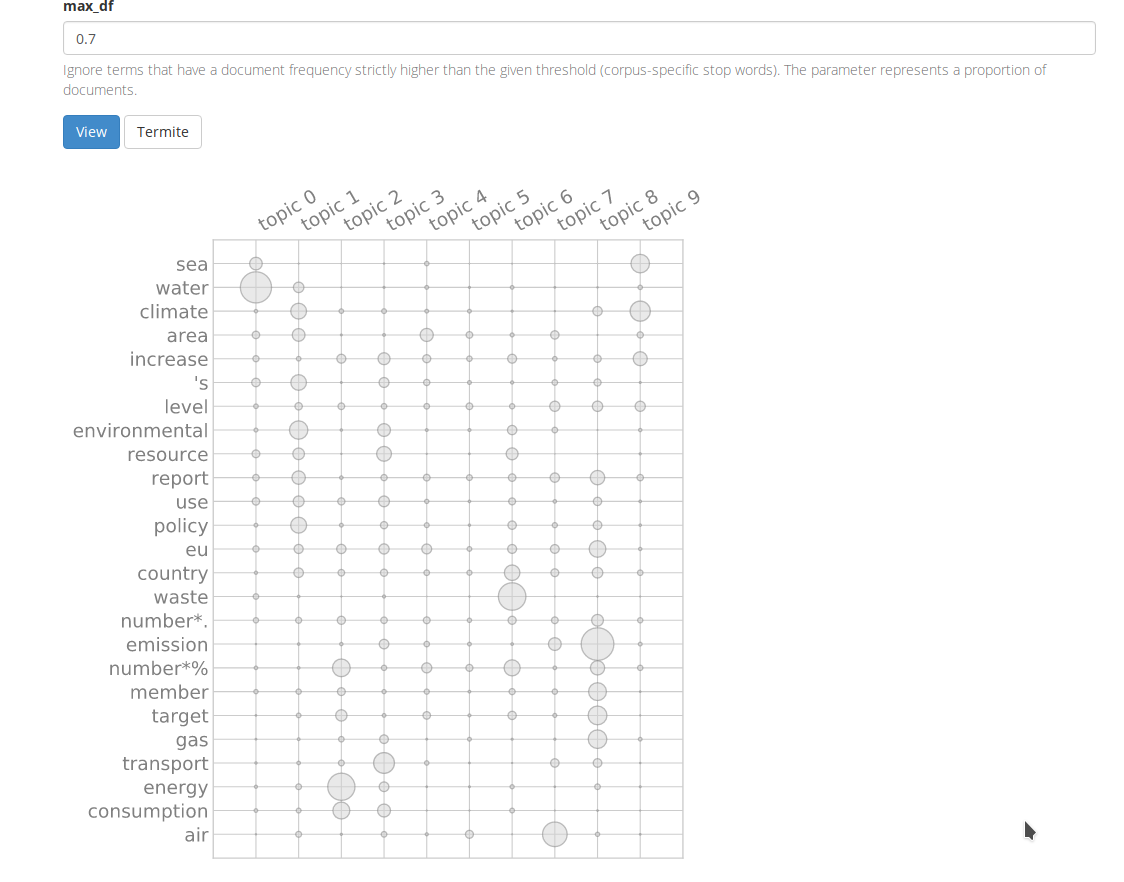 max_df
0.7
Ignore terms that have a document frequency strictly higher than the given threshold (corpus-specific stop words). The parameter represents a proportion of
documents.
View Termite
topic 0 topic 1 topic 2 topic 3 topic 4 topic 5 topic 6 topic 7 topic 8 topic 9
sea
water
climate
area
increase
's
level
environmental
resource
report
use
policy
eu
country
waste
number*.
emission
number*%
member
target
gas
transport
energy
consumption
air